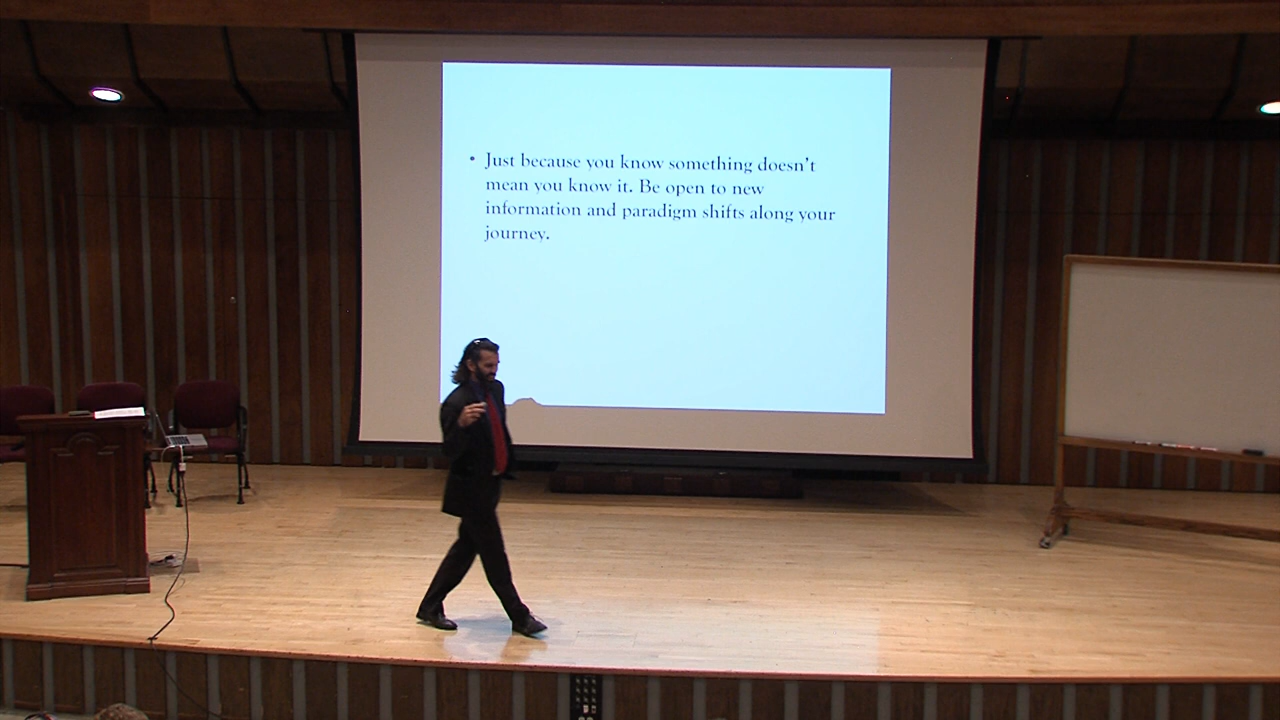 • Just because you know something doesn't
mean you know it. Be open to new
information and paradigm shifts along your
journey.